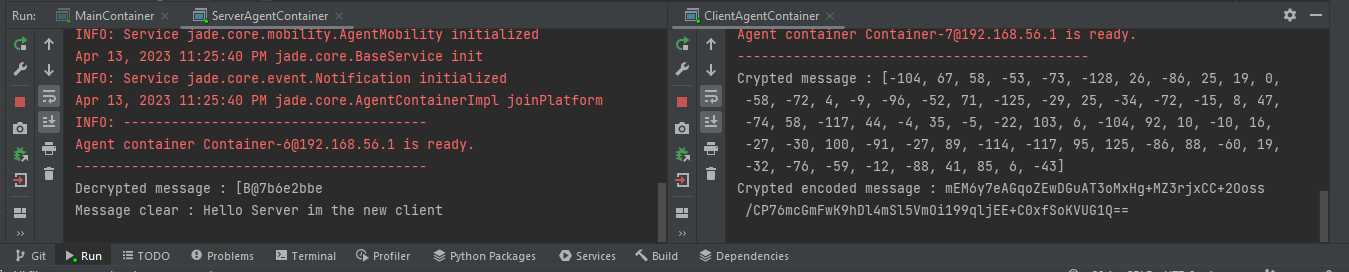 Run:
MainContainer
ServerAgentContainer
INFO: Service jade.core.mobility.AgentMobility initialized
Apr 13, 2023 11:25:40 PM jade.core.BaseService init
INFO: Service jade.core.event.Notification initialized
Apr 13, 2023 11:25:40 PM jade.core.AgentContainerImpl joinPlatform
INFO: --------------------------------------
Agent container Container-6@192.168.56.1 is ready.
--------------------------------------------
Decrypted message : [B@7b6e2bbe
Message clear : Hello Server im the new client
ClientAgentContainer
Agent container Container-7@192.168.56.1 is ready.
--------------------------------------------
Crypted message : [-104, 67, 58, -53, -73, -128, 26, -86, 25, 19, 0,
-58, -72, 4, -9, -96, -52, 71, -125, -29, 25, -34, -72, -15, 8, 47,
-74, 58, -117, 44, -4, 35, -5, -22, 103, 6, -104, 92, 10, -10, 16,
-27, -30, 100, -91, -27, 89, -114, -117, 95, 125, -86, 88, -60, 19,
-32, -76, -59, -12, -88, 41, 85, 6, -43]
Crypted encoded message : mEM6y7eAGqoZEwDGuAT3oMxHg+MZ3rjxCC+2Ooss
/CP76mcGmFwK9hDl4mSl5VmOi199qljEE+C0xfSoKVUG1Q==
Git
Run
TODO
Problems
Terminal
Profiler
Python Packages
Services
Build
Dependencies